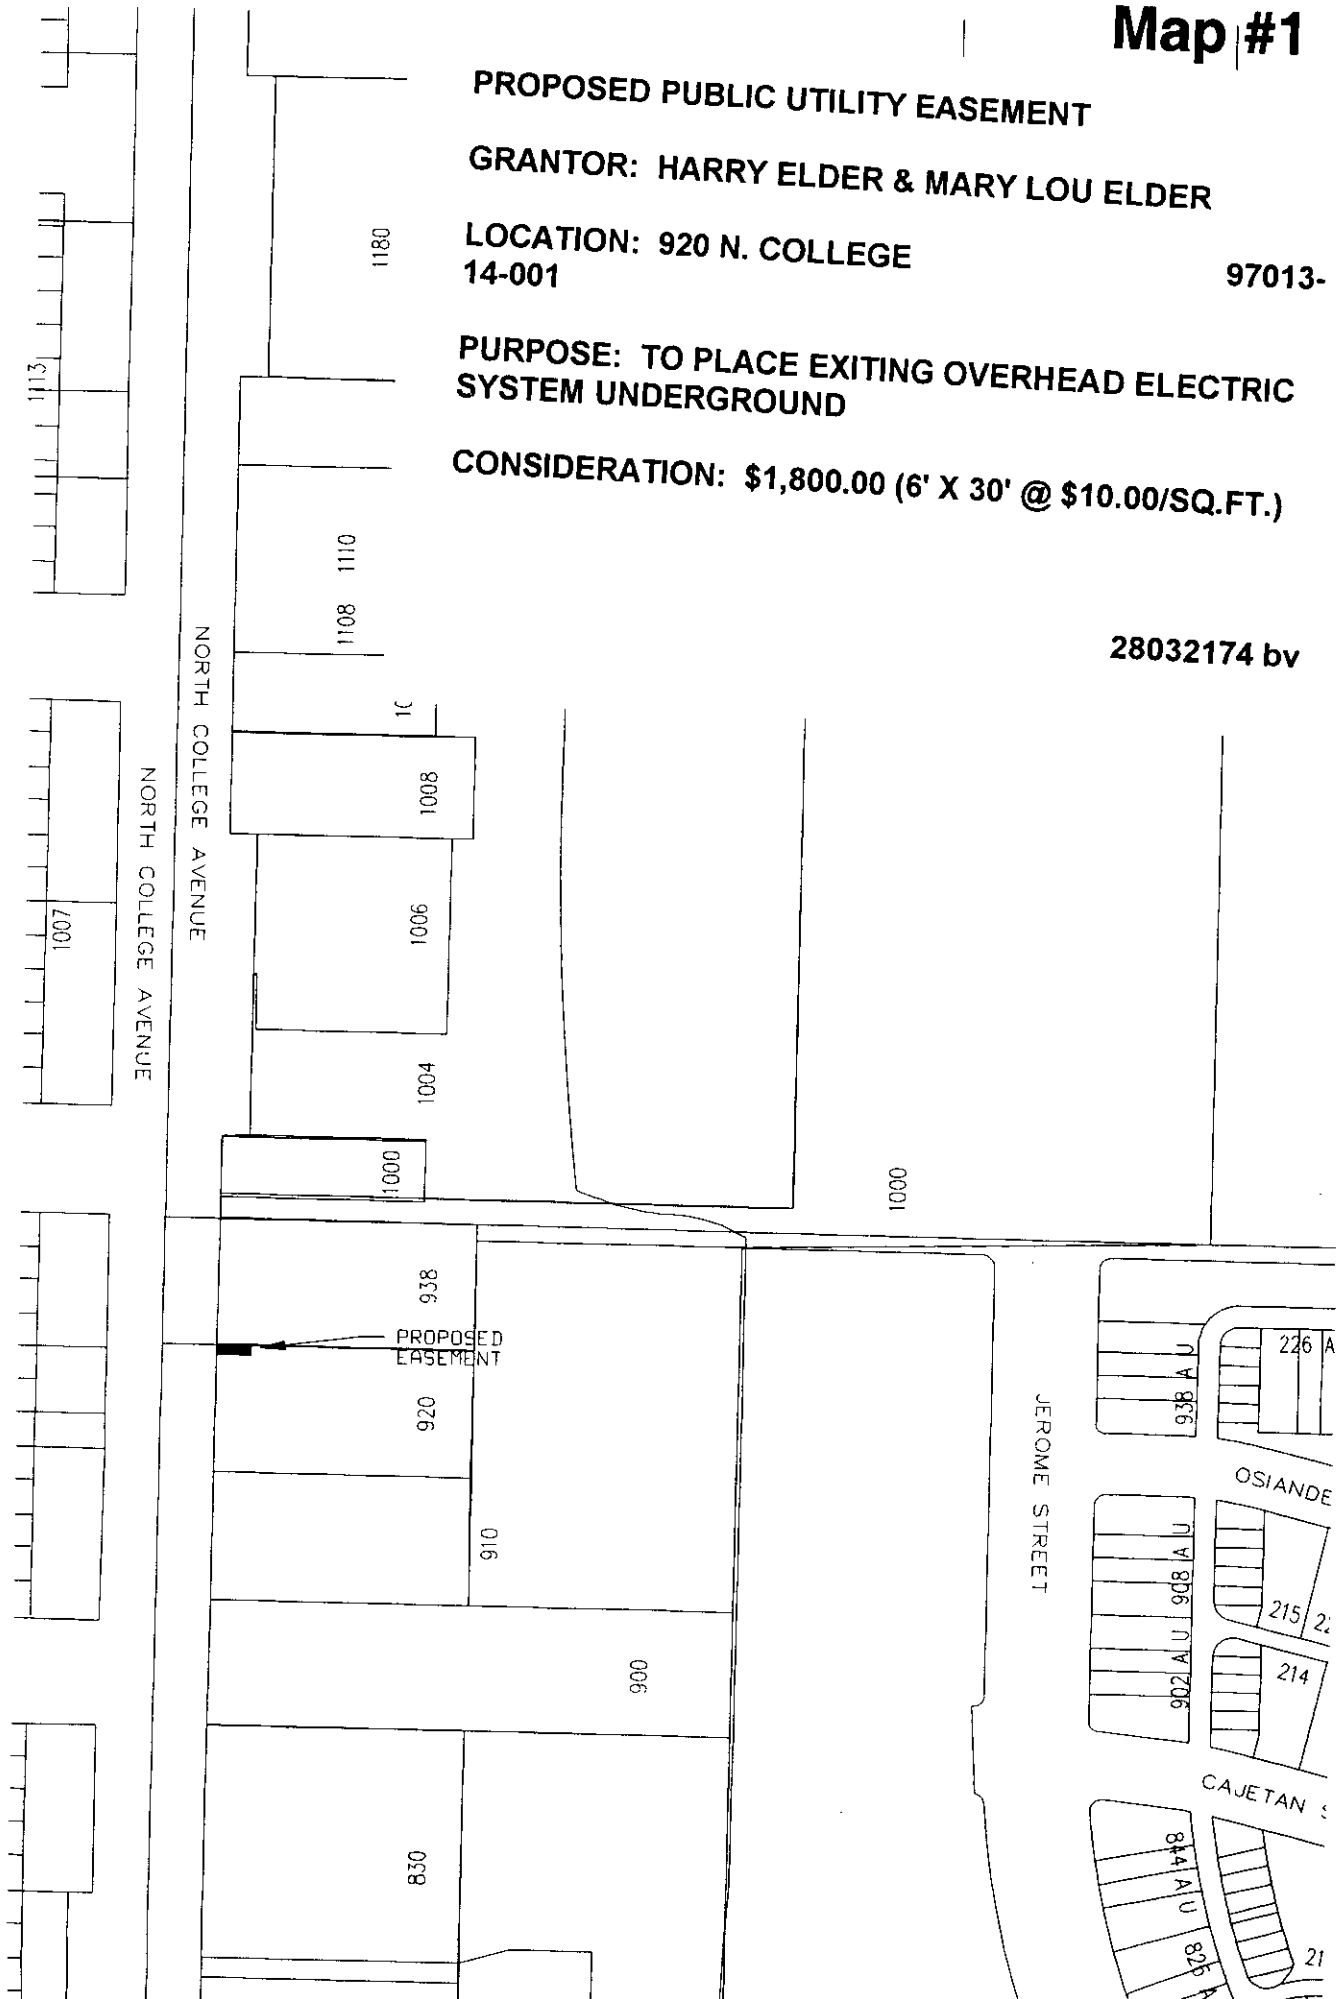 Map #1
PROPOSED PUBLIC UTILITY EASEMENT
GRANTOR: HARRY ELDER & MARY LOU ELDER
LOCATION: 920 N. COLLEGE 97013-
14-001
PURPOSE: TO PLACE EXITING OVERHEAD ELECTRIC
SYSTEM UNDERGROUND
CONSIDERATION: $1,800.00 (6' X 30' @ $10.00/SQ.FT.)
28032174 bv
1180
1113
1110
1108
NORTH COLLEGE AVENUE
NORTH COLLEGE AVENUE
1008
1006
1007
1004
1000
1000
938
PROPOSED
EASEMENT
920
910
900
830
JEROME STREET
938 A U
226 A
OSIANDE
908 A U
215
902 A U
214
CAJETAN
844 A U
826 A
21